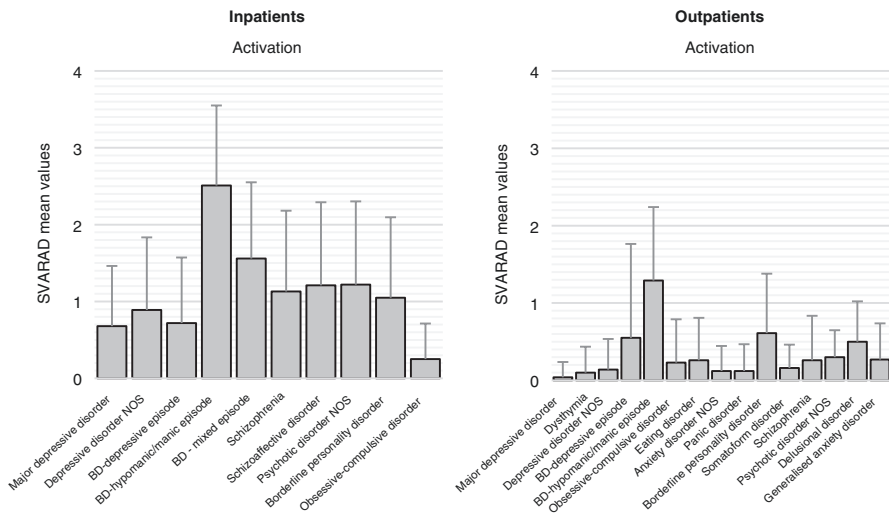 Inpatients
Activation
SVARAD mean values
4
3
2
1
0
Major depressive disorder
Depressive disorder NOS
BD-depressive episode
BD-hypomanic/manic episode
BD - mixed episode
Schizophrenia
Schizoaffective disorder
Psychotic disorder NOS
Borderline personality disorder
Obsessive-compulsive disorder
Outpatients
Activation
SVARAD mean values
4
3
2
1
0
Major depressive disorder
Dysthymia
Depressive disorder NOS
BD-depressive episode
BD-hypomanic/manic episode
Obsessive-compulsive disorder
Eating disorder
Anxiety disorder NOS
Panic disorder
Borderline personality disorder
Somatoform disorder
Schizophrenia
Psychotic disorder NOS
Delusional disorder
Generalised anxiety disorder